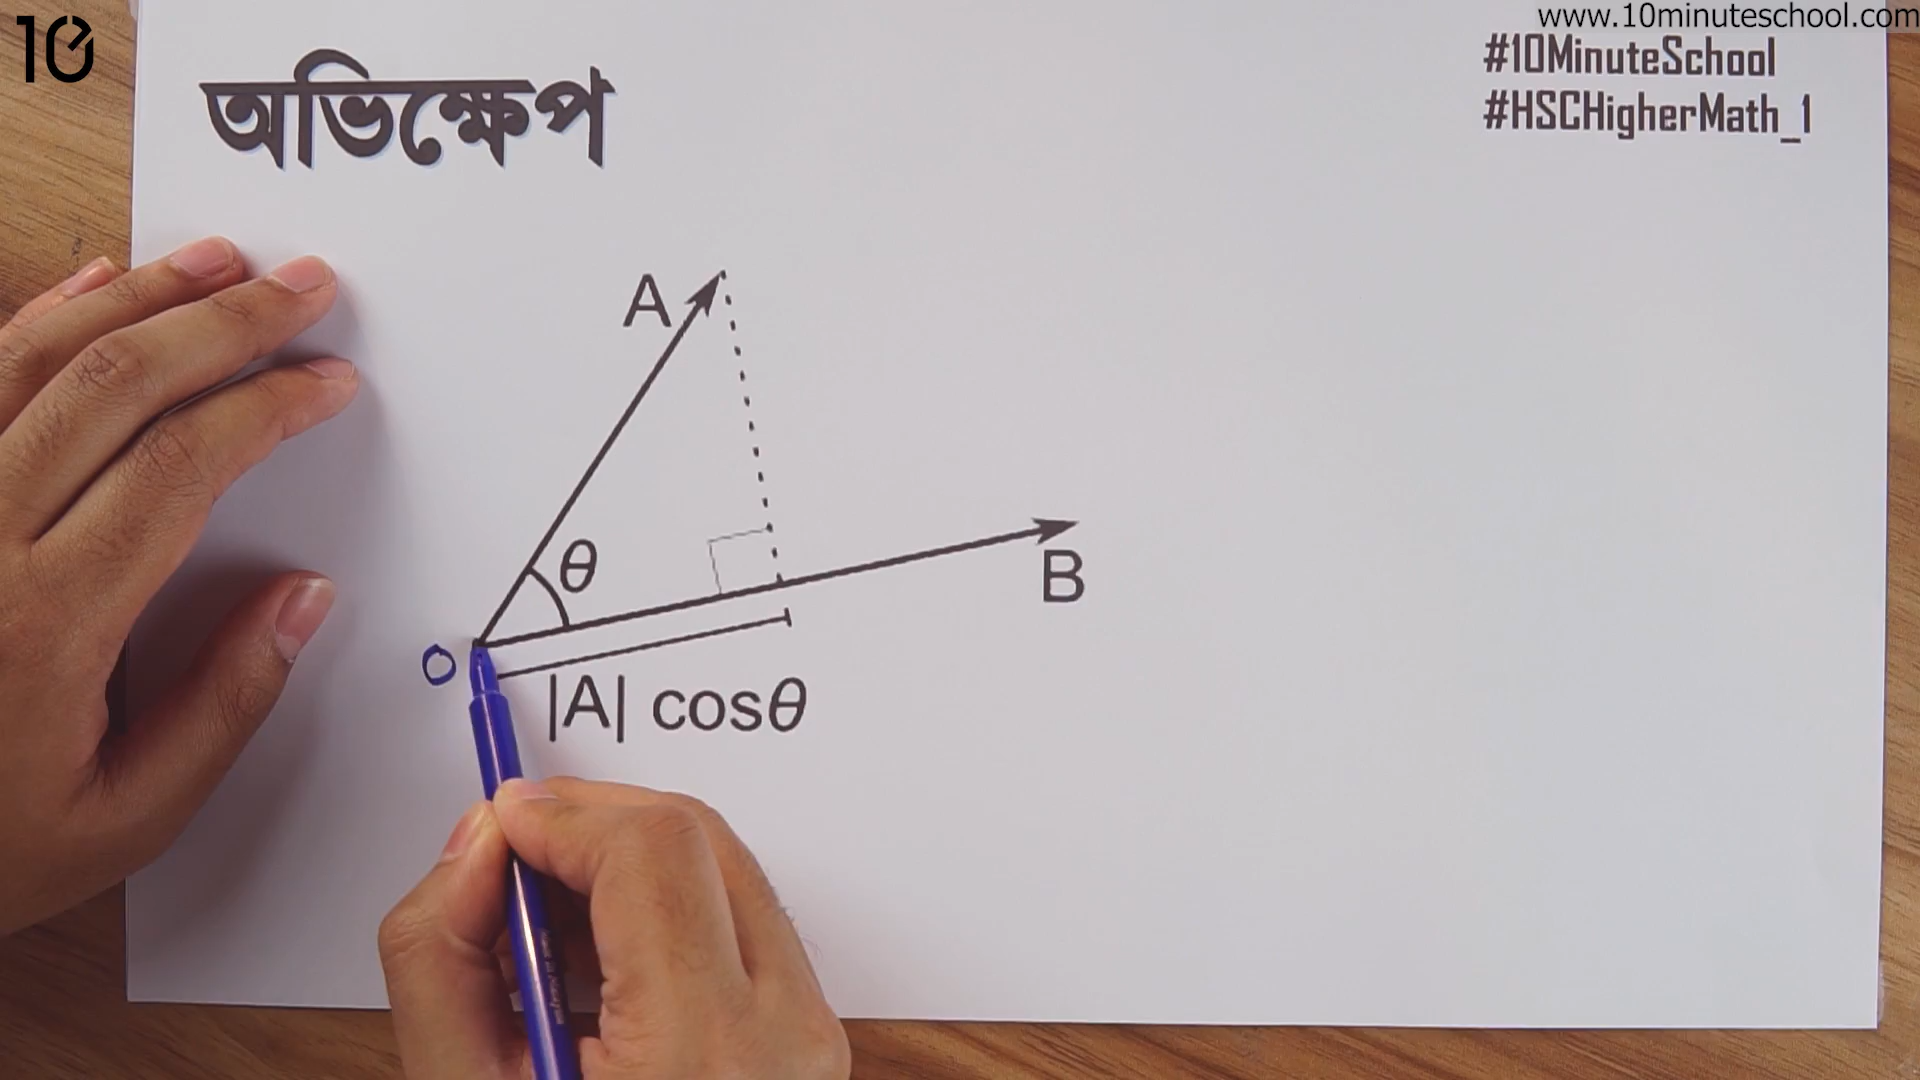 10
www.10minuteschool.com
#10MinuteSchool
#HSCHigherMath_1
অভিক্ষেপ
A
θ
B
O
|A| cosθ